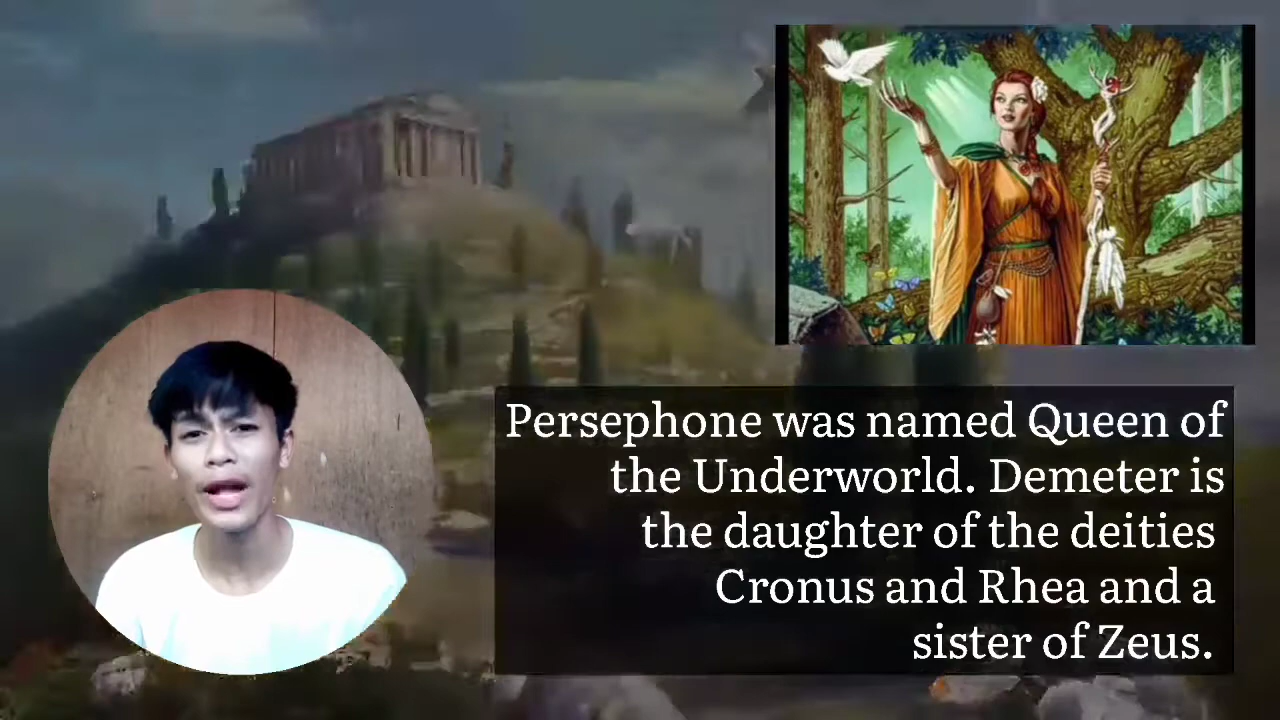 Persephone was named Queen of
the Underworld. Demeter is
the daughter of the deities
Cronus and Rhea and a
sister of Zeus.